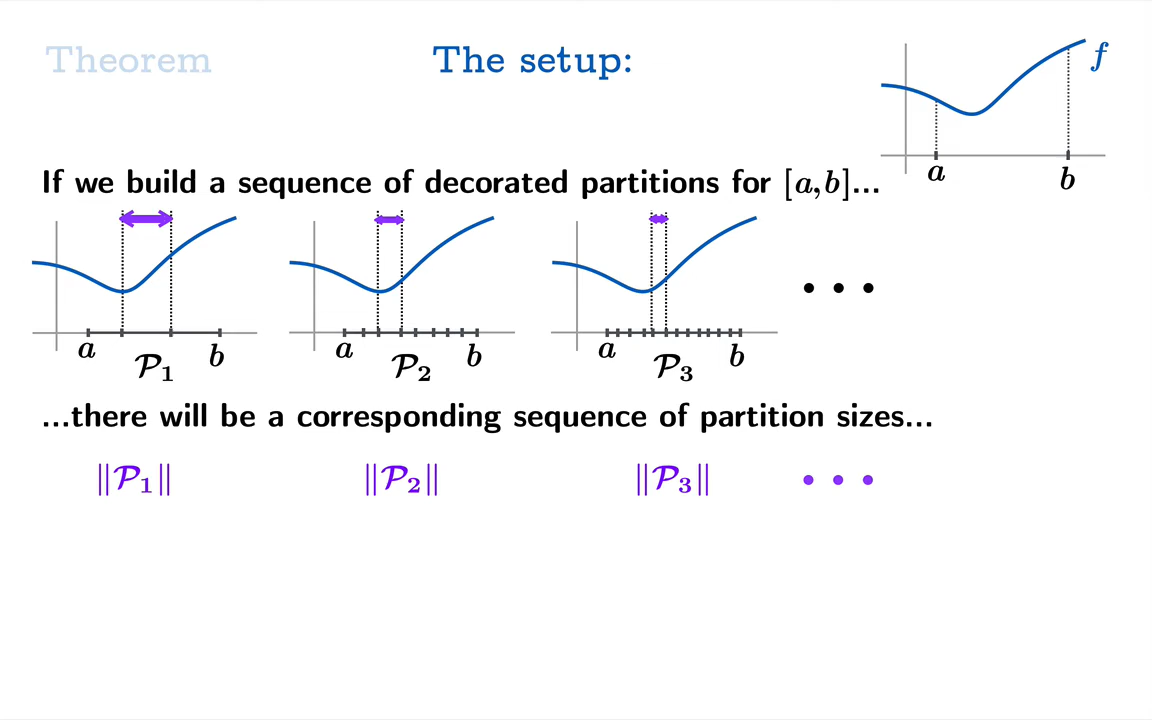 Theorem
The setup:
f
a b
If we build a sequence of decorated partitions for [a,b]...
a 𝒫₁ b
a 𝒫₂ b
a 𝒫₃ b
...there will be a corresponding sequence of partition sizes...
‖𝒫₁‖ ‖𝒫₂‖ ‖𝒫₃‖ • • •